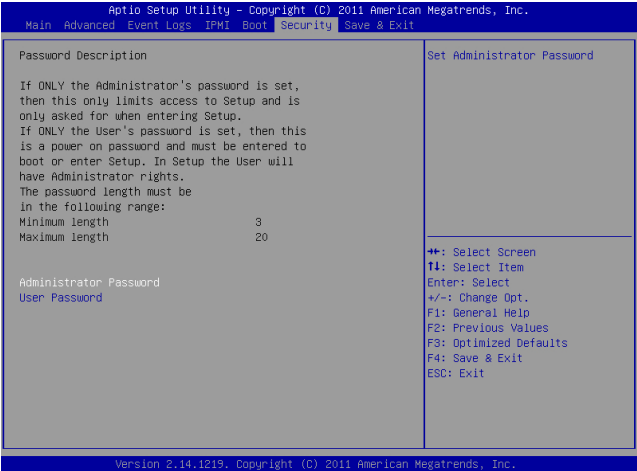 Aptio Setup Utility – Copyright (C) 2011 American Megatrends, Inc.
Main Advanced Event Logs IPMI Boot Security Save & Exit
Password Description
If ONLY the Administrator's password is set,
then this only limits access to Setup and is
only asked for when entering Setup.
If ONLY the User's password is set, then this
is a power on password and must be entered to
boot or enter Setup. In Setup the User will
have Administrator rights.
The password length must be
in the following range:
Minimum length 3
Maximum length 20
Administrator Password
User Password
Set Administrator Password
→←: Select Screen
↑↓: Select Item
Enter: Select
+/-: Change Opt.
F1: General Help
F2: Previous Values
F3: Optimized Defaults
F4: Save & Exit
ESC: Exit
Version 2.14.1219. Copyright (C) 2011 American Megatrends, Inc.